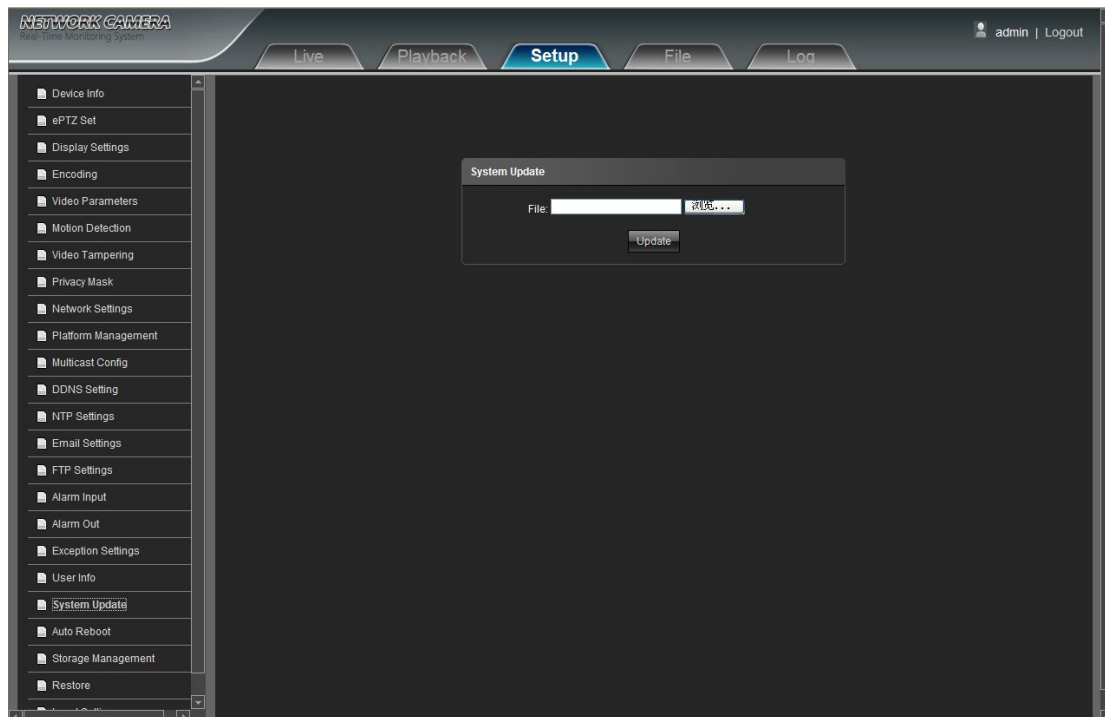 NETWORK CAMERA
Real-Time Monitoring System
admin | Logout
Live
Playback
Setup
File
Log
Device Info
ePTZ Set
Display Settings
Encoding
Video Parameters
Motion Detection
Video Tampering
Privacy Mask
Network Settings
Platform Management
Multicast Config
DDNS Setting
NTP Settings
Email Settings
FTP Settings
Alarm Input
Alarm Out
Exception Settings
User Info
System Update
Auto Reboot
Storage Management
Restore
System Update
File:
浏览...
Update